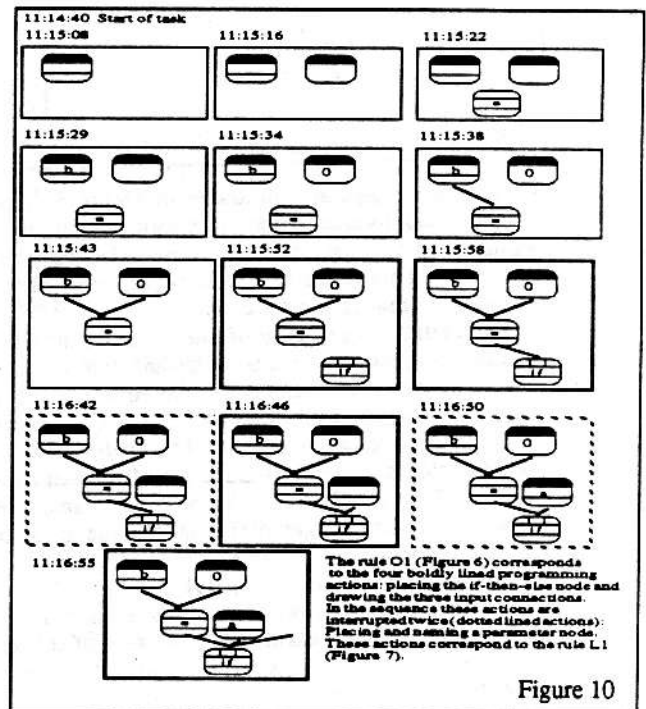 11:14:40 Start of task
11:15:08 11:15:16 11:15:22
=
11:15:29 11:15:34 11:15:38
b b O b O
= = =
11:15:43 11:15:52 11:15:58
b O b O b O
= = =
if if
11:16:42 11:16:46 11:16:50
b O b O b O
= = = a
if if if
11:16:55
b O
= a
if
The rule O1 (Figure 6) corresponds
to the four boldly lined programming
actions: placing the if-then-else node and
drawing the three input connections.
In the sequence these actions are
interrupted twice (dotted lined actions):
Placing and naming a parameter node.
These actions correspond to the rule L1
(Figure 7).
Figure 10